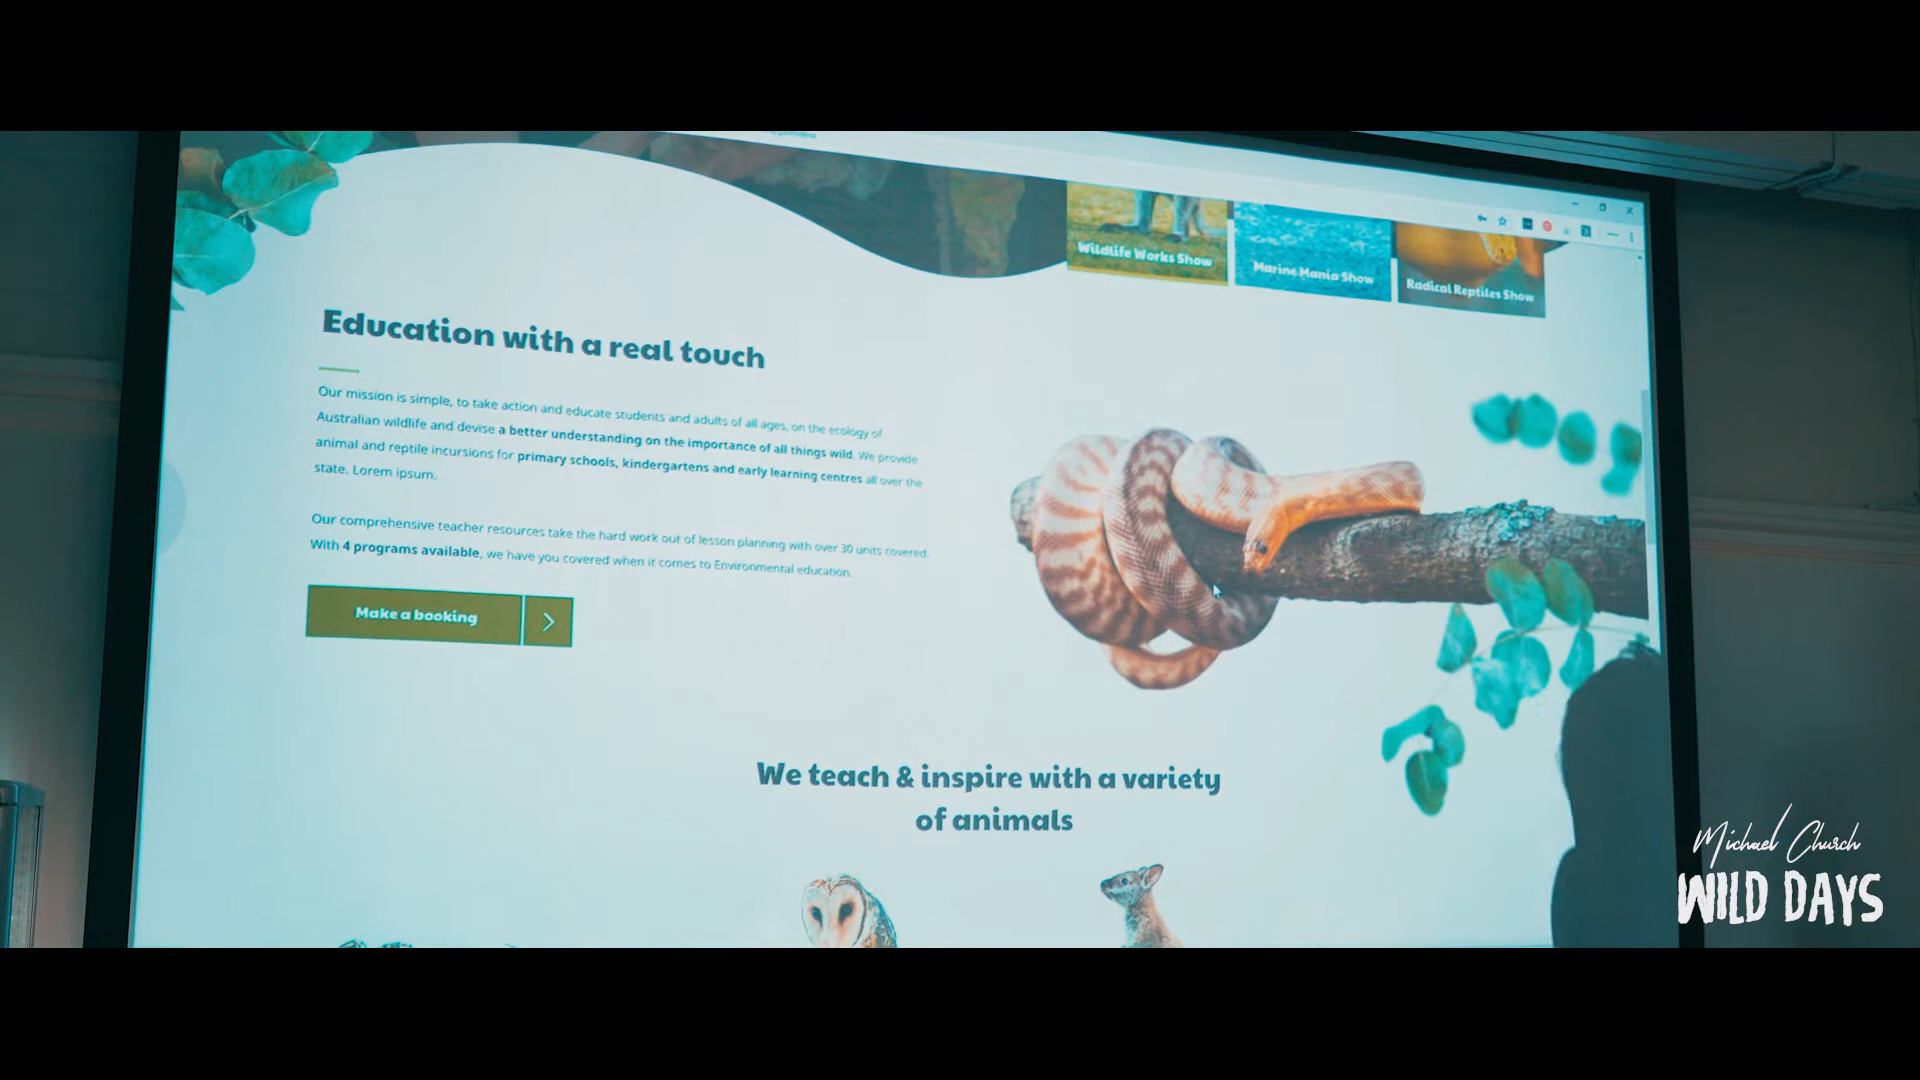 Wildlife Works Show
Marine Mania Show
Radical Reptiles Show
Education with a real touch
Our mission is simple, to take action and educate students and adults of all ages, on the ecology of
Australian wildlife and devise a better understanding on the importance of all things wild. We provide
animal and reptile incursions for primary schools, kindergartens and early learning centres all over the
state. Lorem ipsum.
Our comprehensive teacher resources take the hard work out of lesson planning with over 30 units covered.
With 4 programs available, we have you covered when it comes to Environmental education.
Make a booking
We teach & inspire with a variety
of animals
Michael Church
WILD DAYS